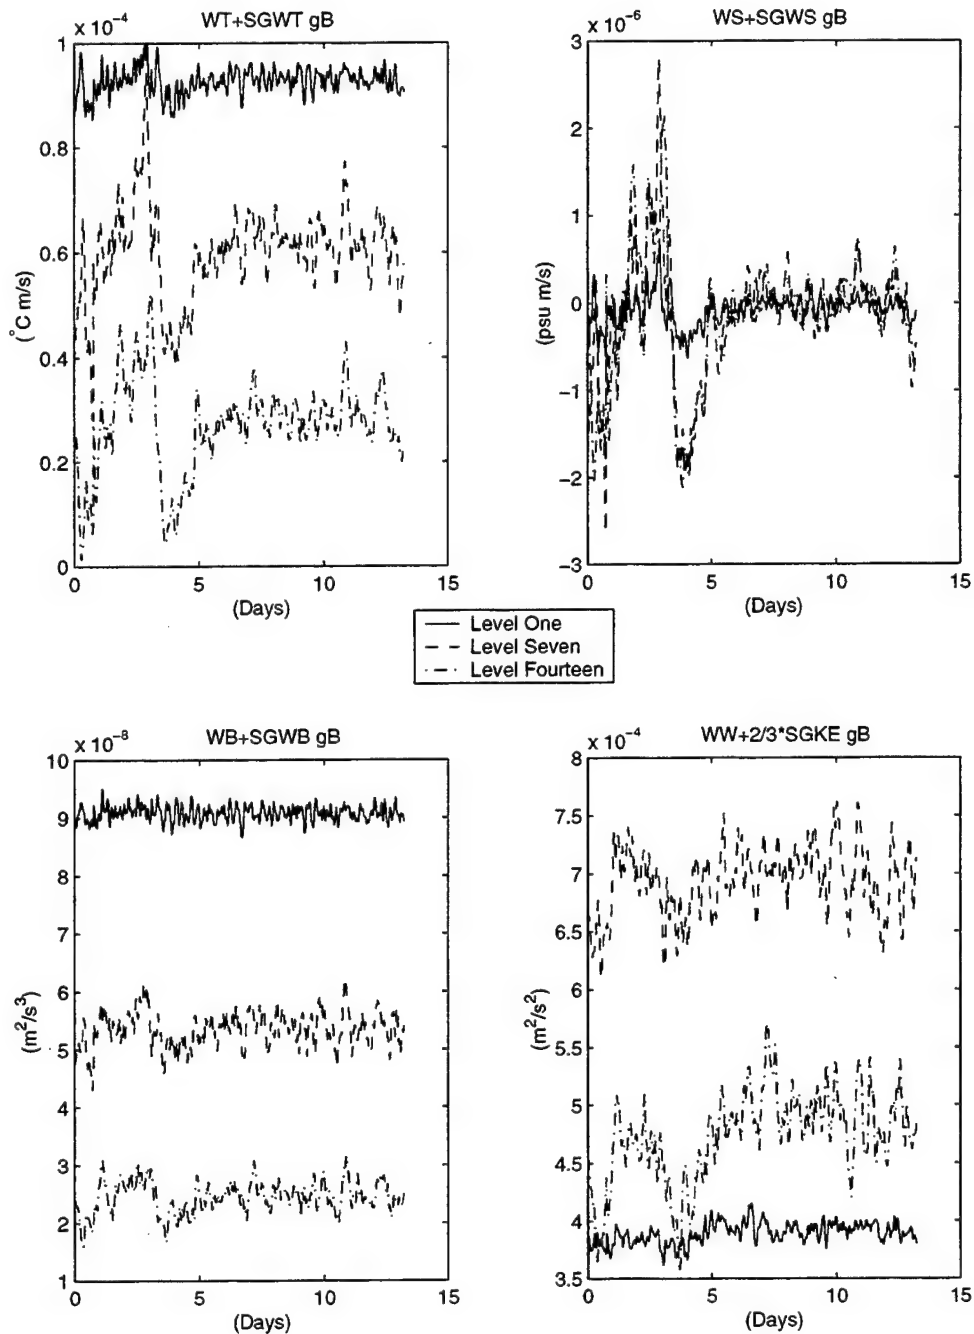 x 10⁻⁴
WT+SGWT gB
1
0.8
0.6
0.4
0.2
0
(°C m/s)
0 5 10 15
(Days)
x 10⁻⁶
WS+SGWS gB
3
2
1
0
−1
−2
−3
(psu m/s)
0 5 10 15
(Days)
Level One
Level Seven
Level Fourteen
x 10⁻⁸
WB+SGWB gB
10
9
8
7
6
5
4
3
2
1
(m²/s³)
0 5 10 15
(Days)
x 10⁻⁴
WW+2/3*SGKE gB
8
7.5
7
6.5
6
5.5
5
4.5
4
3.5
(m²/s²)
0 5 10 15
(Days)